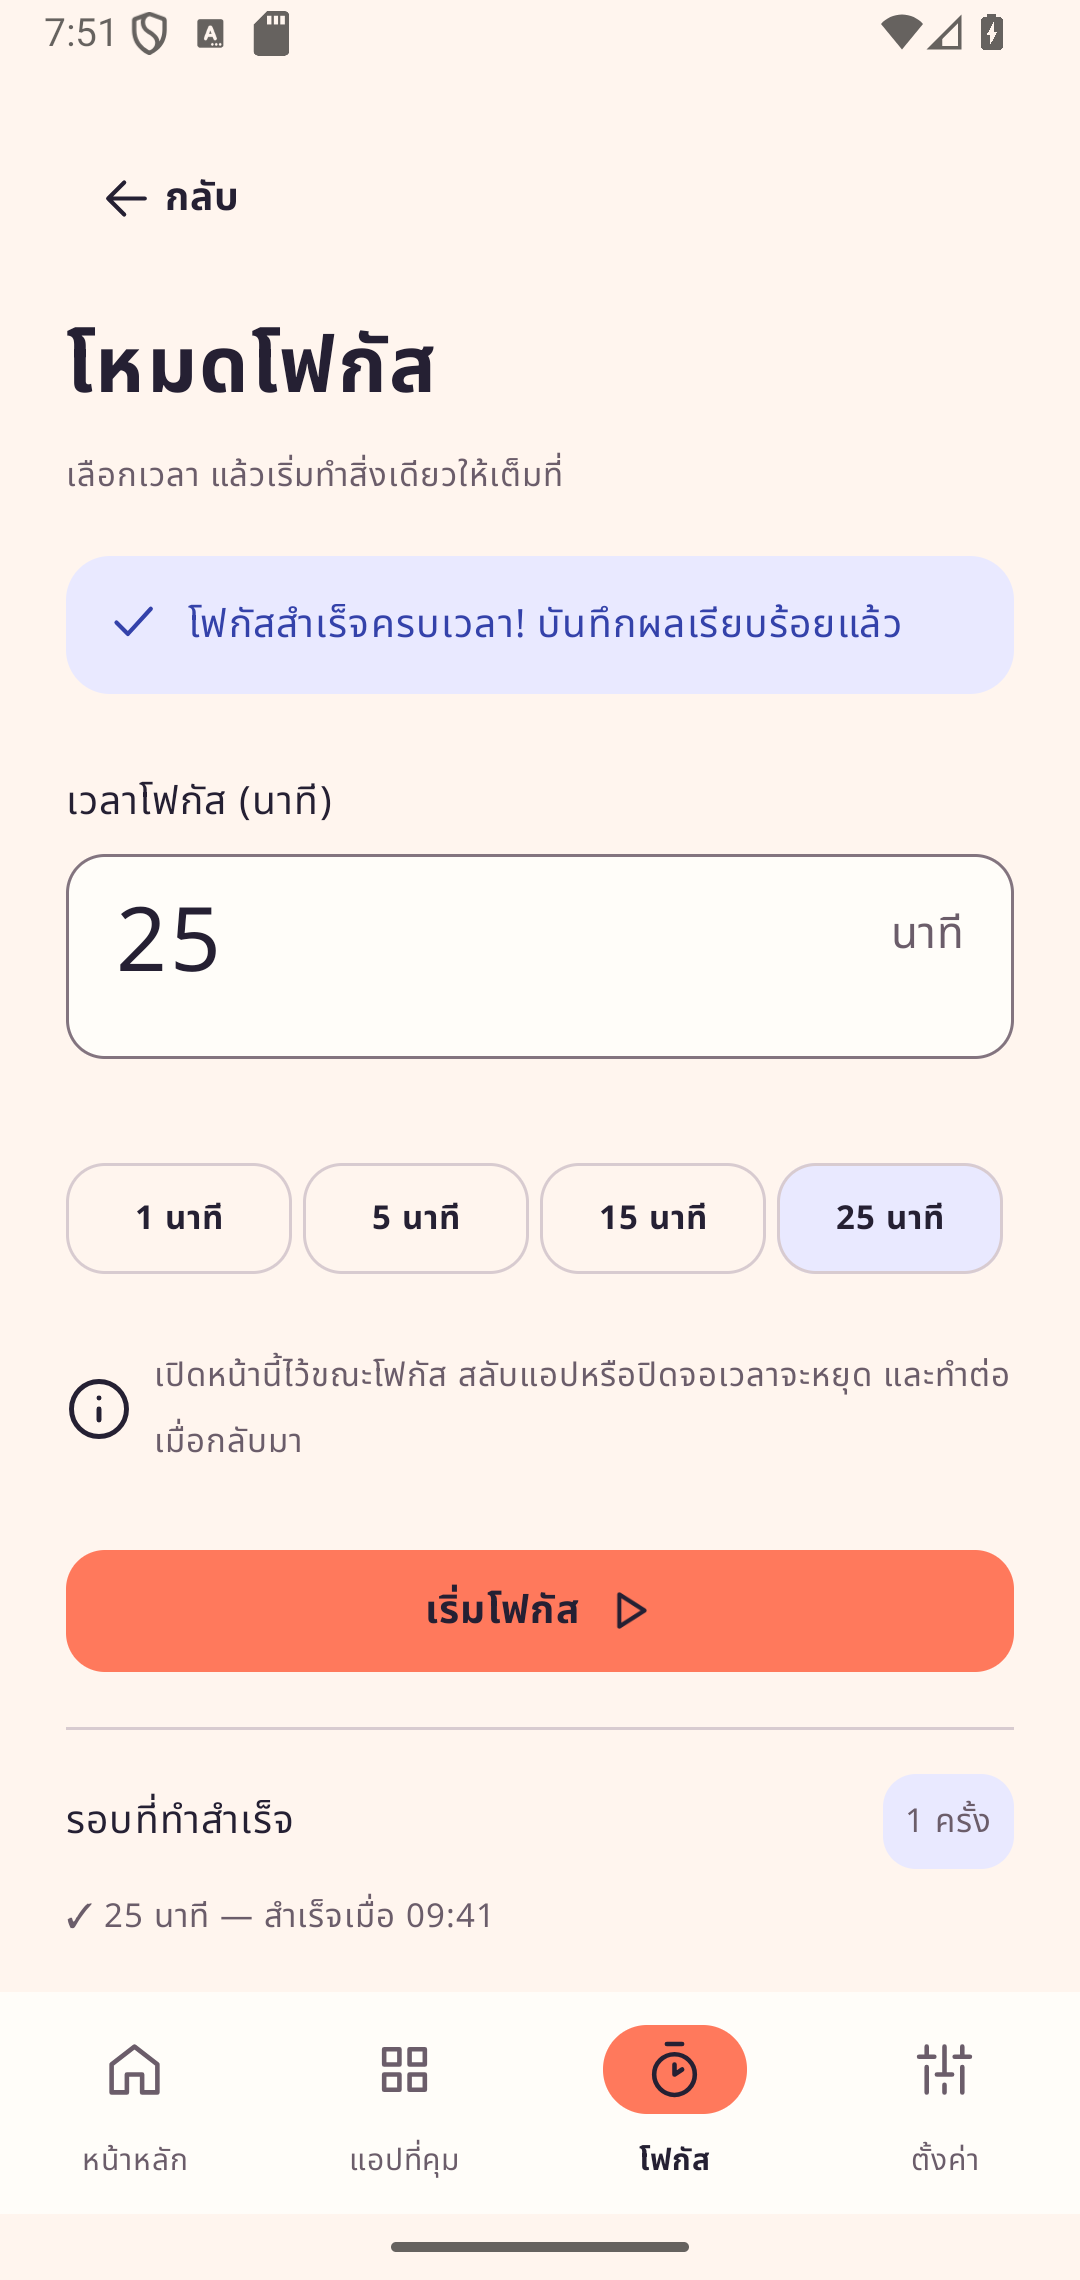 7:51
กลับ
โหมดโฟกัส
เลือกเวลา แล้วเริ่มทำสิ่งเดียวให้เต็มที่
โฟกัสสำเร็จครบเวลา! บันทึกผลเรียบร้อยแล้ว
เวลาโฟกัส (นาที)
25 นาที
1 นาที 5 นาที 15 นาที 25 นาที
เปิดหน้านี้ไว้ขณะโฟกัส สลับแอปหรือปิดจอเวลาจะหยุด และทำต่อ
เมื่อกลับมา
เริ่มโฟกัส
รอบที่ทำสำเร็จ 1 ครั้ง
✓ 25 นาที — สำเร็จเมื่อ 09:41
หน้าหลัก แอปที่คุม โฟกัส ตั้งค่า